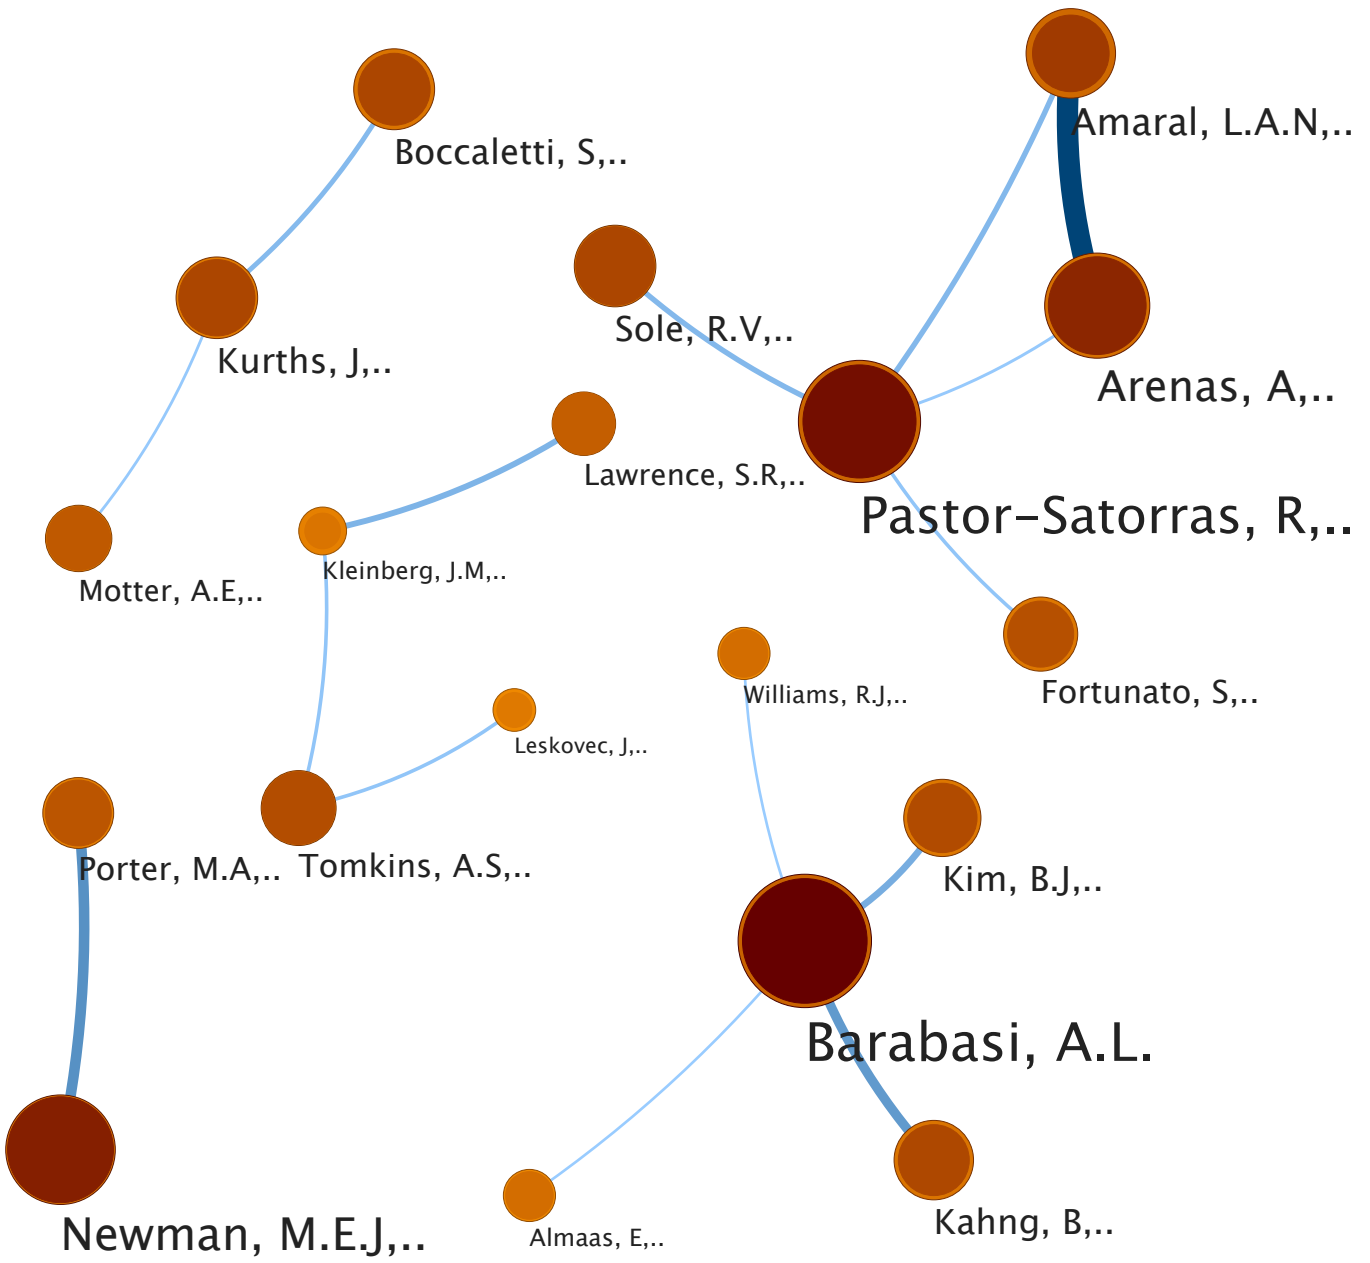 Amaral, L.A.N,..
Boccaletti, S,..
Sole, R.V,..
Kurths, J,..
Arenas, A,..
Lawrence, S.R,..
Pastor-Satorras, R,..
Kleinberg, J.M,..
Motter, A.E,..
Williams, R.J,..
Fortunato, S,..
Leskovec, J,..
Porter, M.A,..
Tomkins, A.S,..
Kim, B.J,..
Barabasi, A.L.
Kahng, B,..
Newman, M.E.J,..
Almaas, E,..